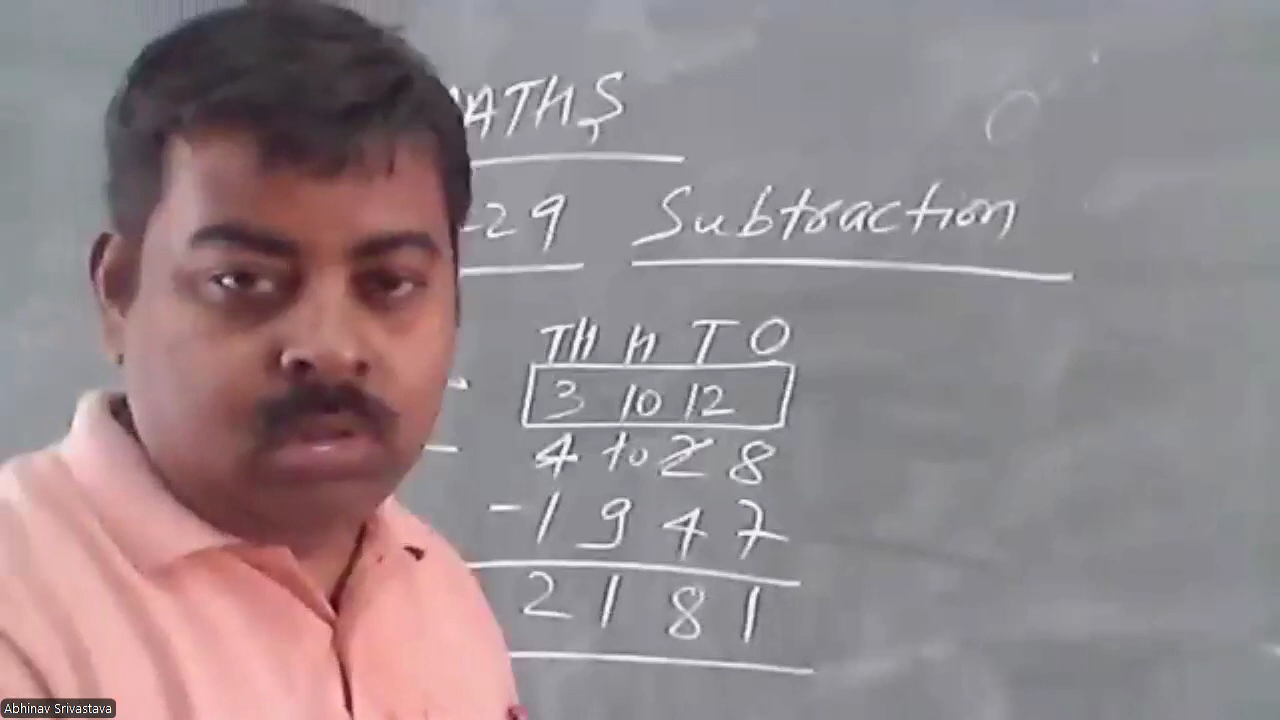 MATHS
-29 Subtraction
TH H T O
3 10 12
4 10 2 8
-1 9 4 7
2 1 8 1
Abhinav Srivastava